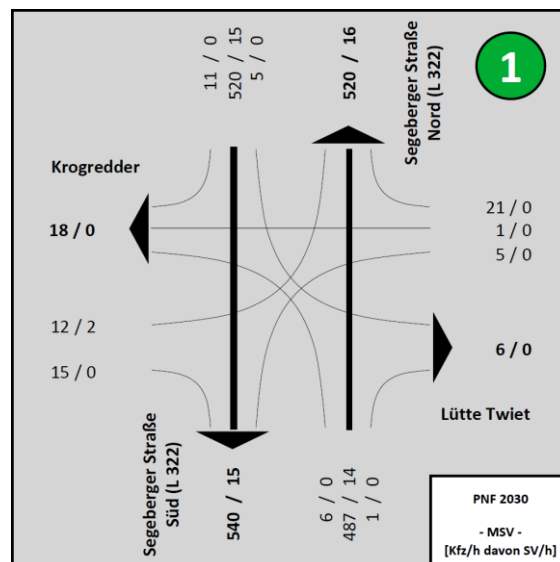 11 / 0
520 / 15
5 / 0
520 / 16
Segeberger Straße
Nord (L 322)
1
Krogredder
18 / 0
21 / 0
1 / 0
5 / 0
12 / 2
15 / 0
6 / 0
Lütte Twiet
Segeberger Straße
Süd (L 322)
540 / 15
6 / 0
487 / 14
1 / 0
PNF 2030
- MSV -
[Kfz/h davon SV/h]